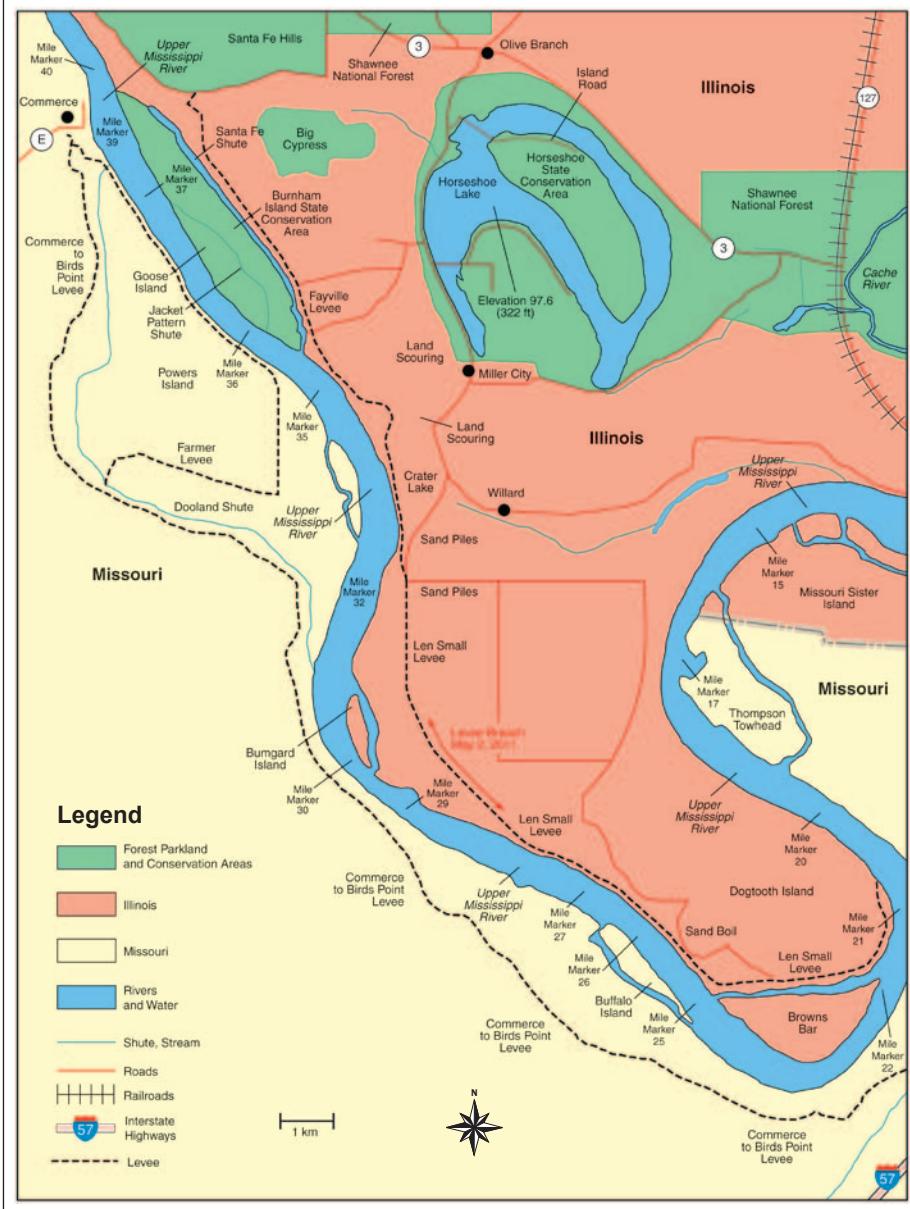 Mile
Marker
40
Upper
Mississippi
River
Santa Fe Hills
Shawnee
National Forest
3
Olive Branch
Island
Road
Illinois
127
Commerce
E
Mile
Marker
39
Santa Fe
Shute
Big
Cypress
Mile
Marker
37
Burnham
Island State
Conservation
Area
Horseshoe
Lake
Horseshoe
State
Conservation
Area
Shawnee
National Forest
3
Cache
River
Commerce
to
Birds
Point
Levee
Goose
Island
Jacket
Pattern
Shute
Fayville
Levee
Elevation 97.6
(322 ft)
Land
Scouring
Miller City
Powers
Island
Mile
Marker
36
Mile
Marker
35
Land
Scouring
Illinois
Farmer
Levee
Dooland Shute
Upper
Mississippi
River
Crater
Lake
Willard
Upper
Mississippi
River
Sand Piles
Missouri
Mile
Marker
32
Sand Piles
Mile
Marker
15
Missouri Sister
Island
Len Small
Levee
Mile
Marker
17
Missouri
Thompson
Towhead
Levee Breach
May 2, 2011
Bumgard
Island
Mile
Marker
30
Mile
Marker
29
Len Small
Levee
Upper
Mississippi
River
Mile
Marker
20
Legend
Forest Parkland
and Conservation Areas
Illinois
Missouri
Rivers
and Water
Shute, Stream
Roads
Railroads
57
Interstate
Highways
Levee
Commerce
to Birds Point
Levee
Upper
Mississippi
River
Mile
Marker
27
Mile
Marker
26
Buffalo
Island
Mile
Marker
25
Dogtooth Island
Sand Boil
Len Small
Levee
Mile
Marker
21
Browns
Bar
Mile
Marker
22
Commerce
to Birds Point
Levee
N
1 km
Commerce
to Birds Point
Levee
57